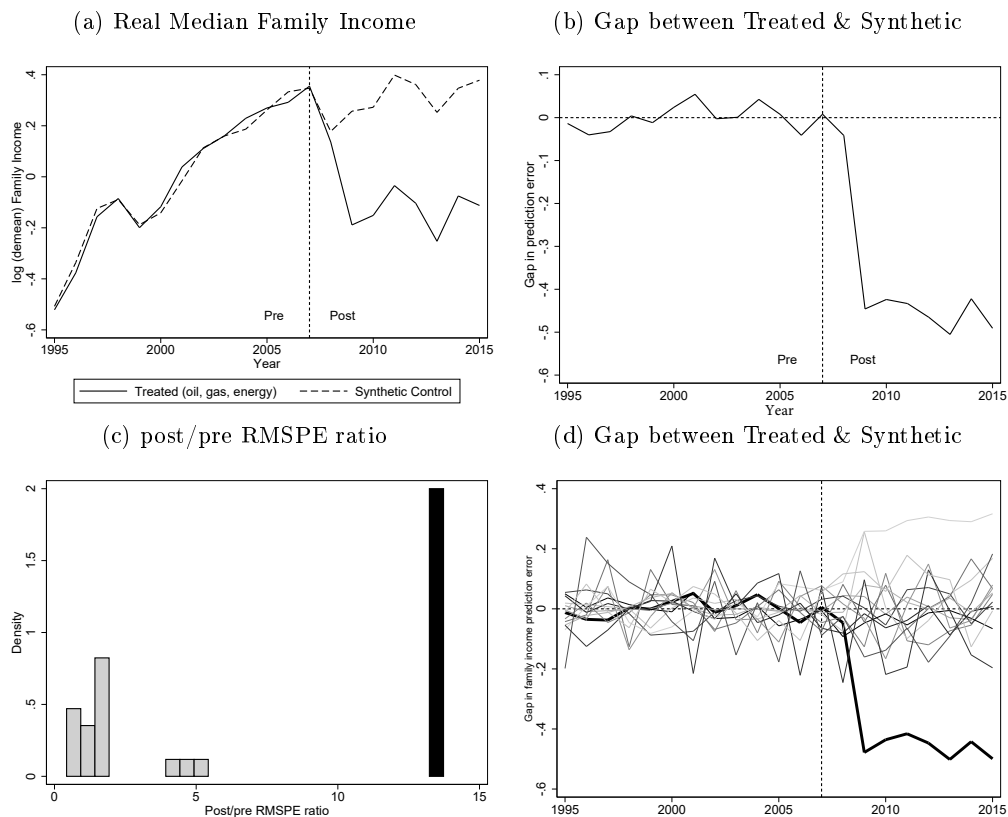 (a) Real Median Family Income
log (demean) Family Income
.4
.2
0
-.2
-.4
-.6
Pre
Post
1995
2000
2005
2010
2015
Year
Treated (oil, gas, energy)
Synthetic Control
(b) Gap between Treated & Synthetic
Gap in prediction error
.1
0
-.1
-.2
-.3
-.4
-.5
-.6
Pre
Post
1995
2000
2005
2010
2015
Year
(c) post/pre RMSPE ratio
Density
2
1.5
1
.5
0
0
5
10
15
Post/pre RMSPE ratio
(d) Gap between Treated & Synthetic
Gap in family income prediction error
.4
.2
0
-.2
-.4
-.6
1995
2000
2005
2010
2015